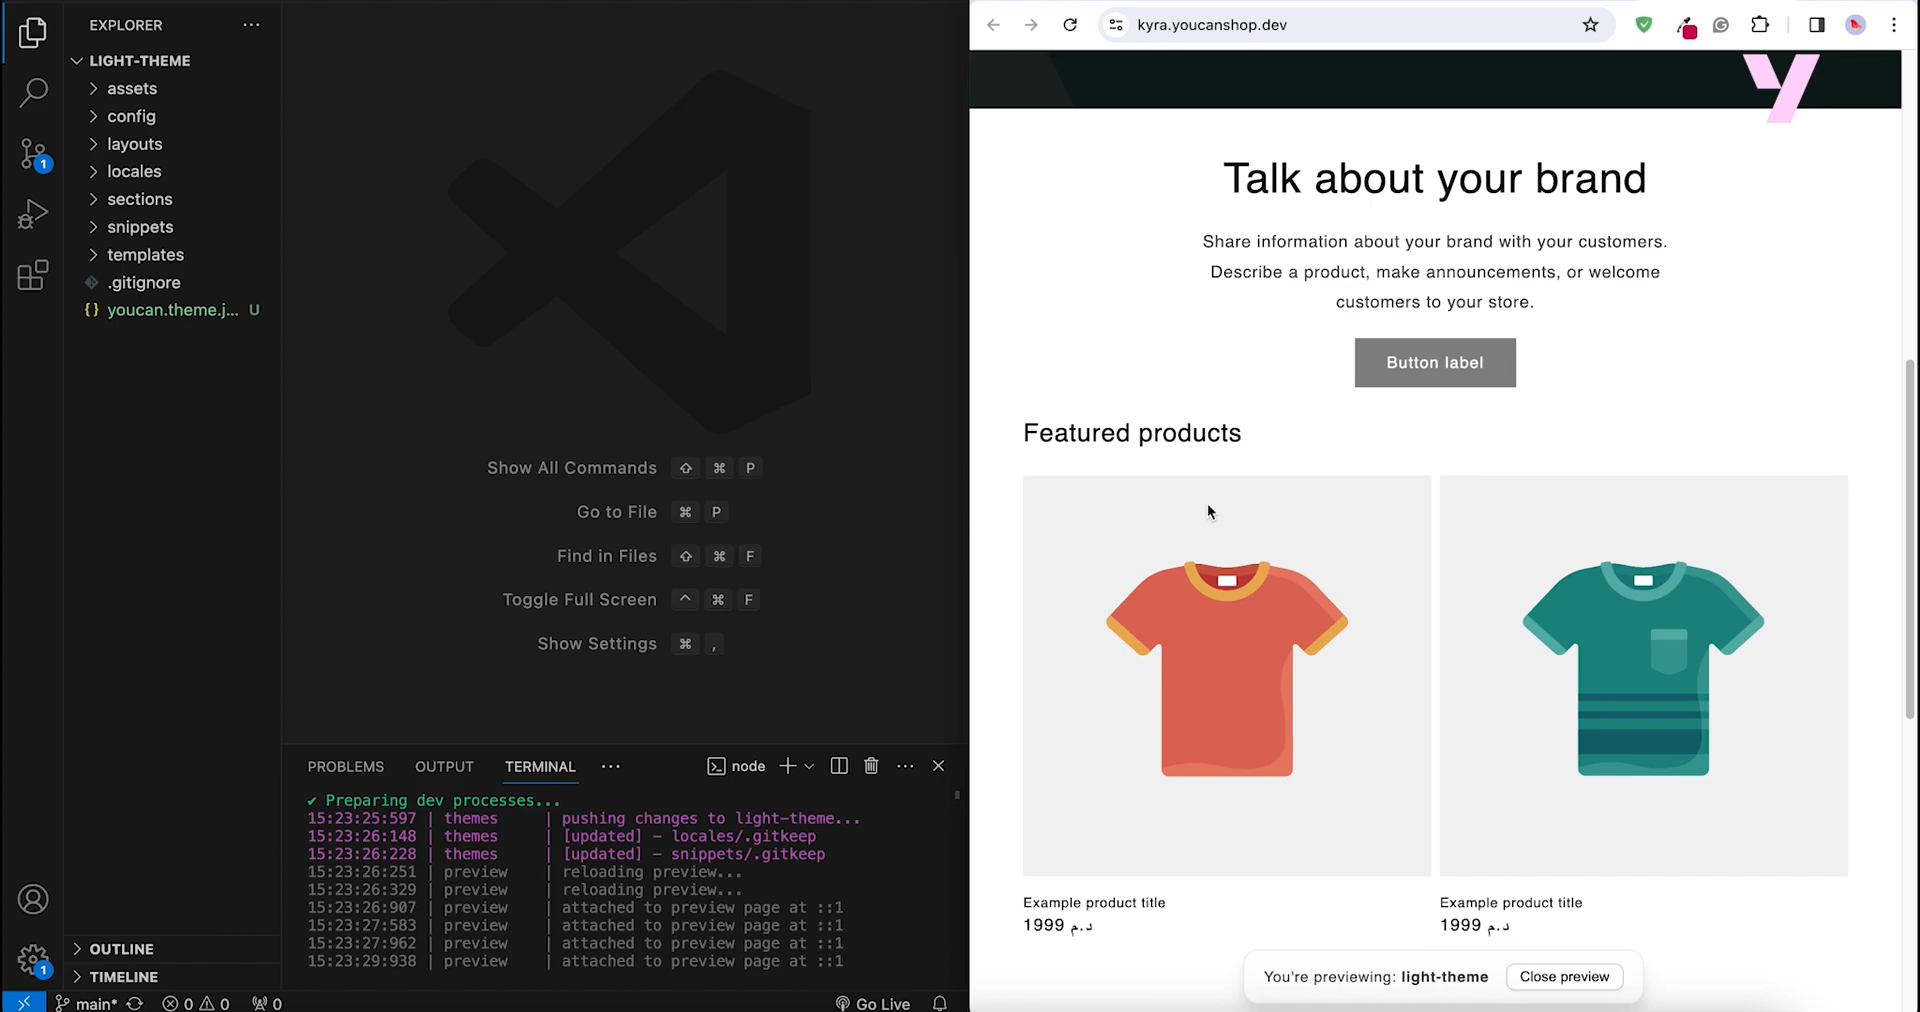 EXPLORER
LIGHT-THEME
assets
config
layouts
locales
sections
snippets
templates
.gitignore
{} youcan.theme.j... U
1
Show All Commands ⇧ ⌘ P
Go to File ⌘ P
Find in Files ⇧ ⌘ F
Toggle Full Screen ^ ⌘ F
Show Settings ⌘ ,
PROBLEMS OUTPUT TERMINAL ... node
✔ Preparing dev processes...
15:23:25:597 | themes | pushing changes to light-theme...
15:23:26:148 | themes | [updated] - locales/.gitkeep
15:23:26:228 | themes | [updated] - snippets/.gitkeep
15:23:26:251 | preview | reloading preview...
15:23:26:329 | preview | reloading preview...
15:23:26:907 | preview | attached to preview page at ::1
15:23:27:583 | preview | attached to preview page at ::1
15:23:27:962 | preview | attached to preview page at ::1
15:23:29:938 | preview | attached to preview page at ::1
OUTLINE
TIMELINE
1
main* 0 0 0 Go Live
kyra.youcanshop.dev
Talk about your brand
Share information about your brand with your customers.
Describe a product, make announcements, or welcome
customers to your store.
Button label
Featured products
Example product title
1999 د.م
Example product title
1999 د.م
You're previewing: light-theme Close preview